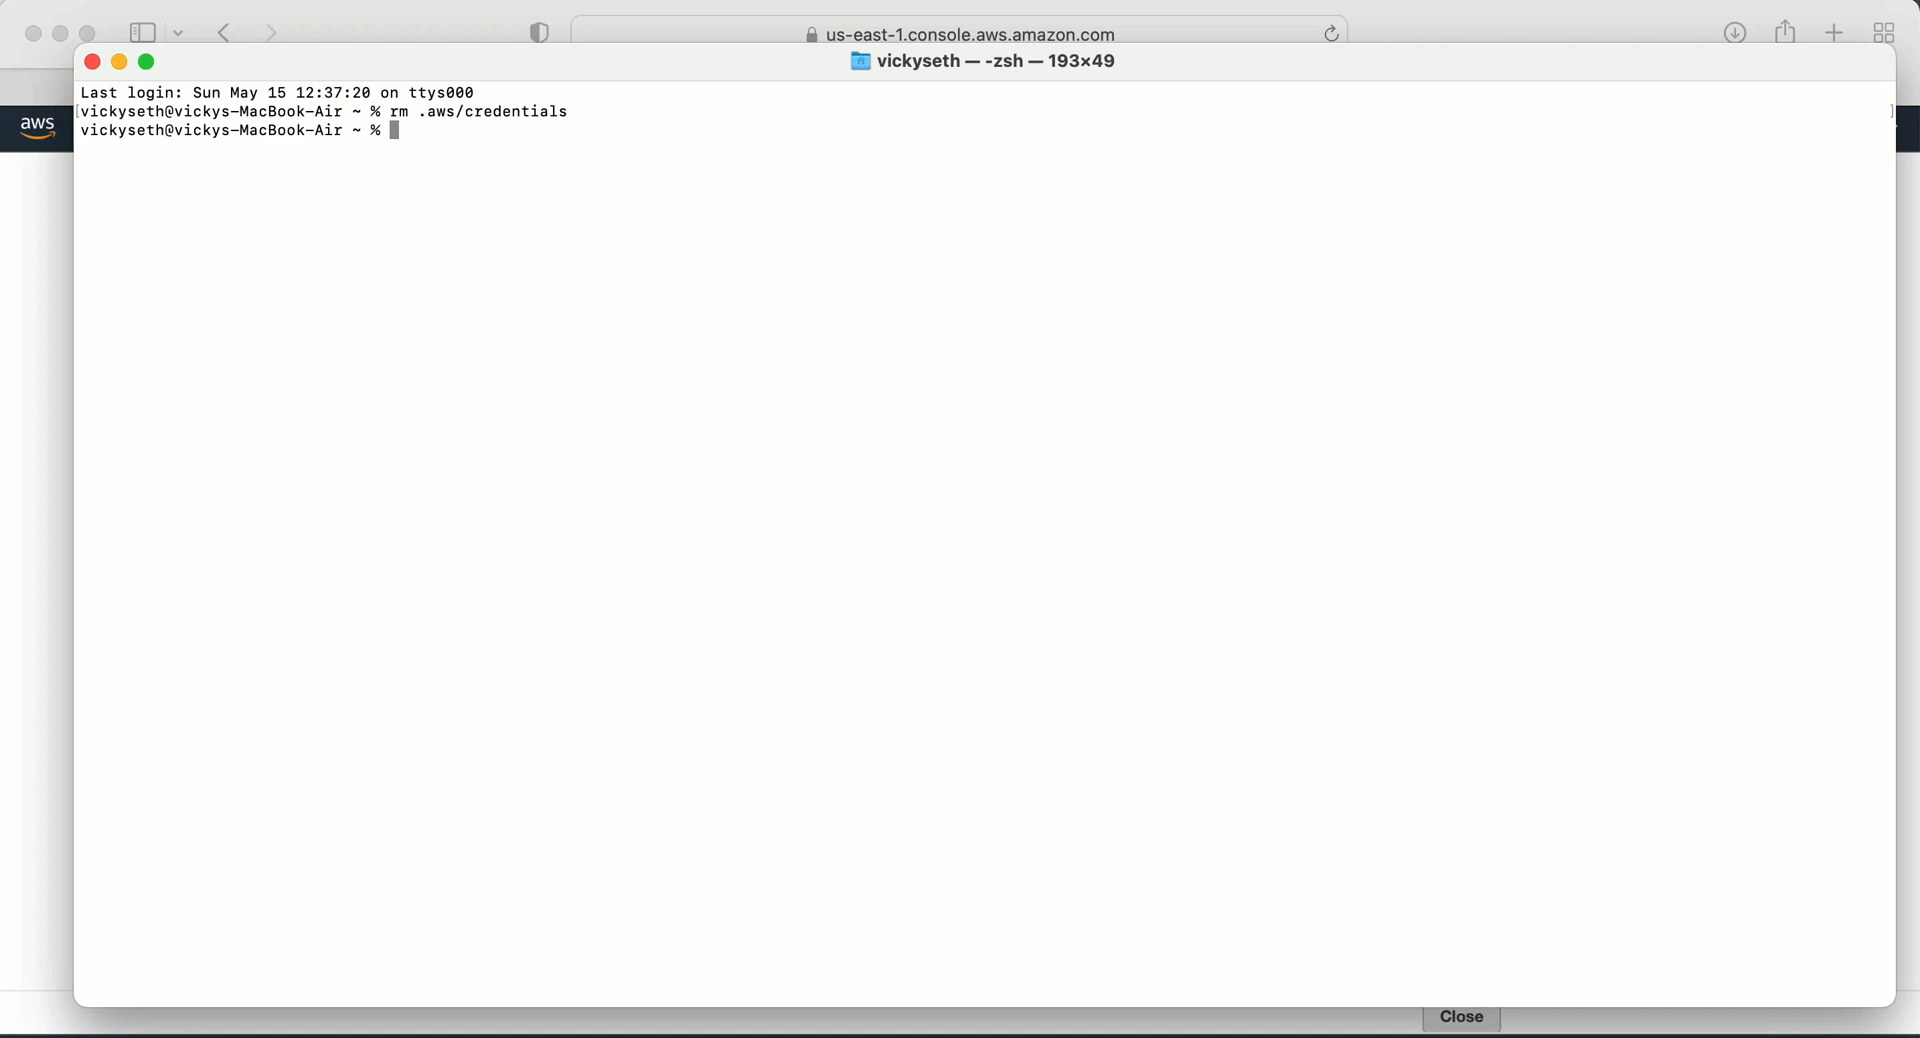 us-east-1.console.aws.amazon.com
vickyseth — -zsh — 193×49
Last login: Sun May 15 12:37:20 on ttys000
[vickyseth@vickys-MacBook-Air ~ % rm .aws/credentials ]
vickyseth@vickys-MacBook-Air ~ %
aws
Close